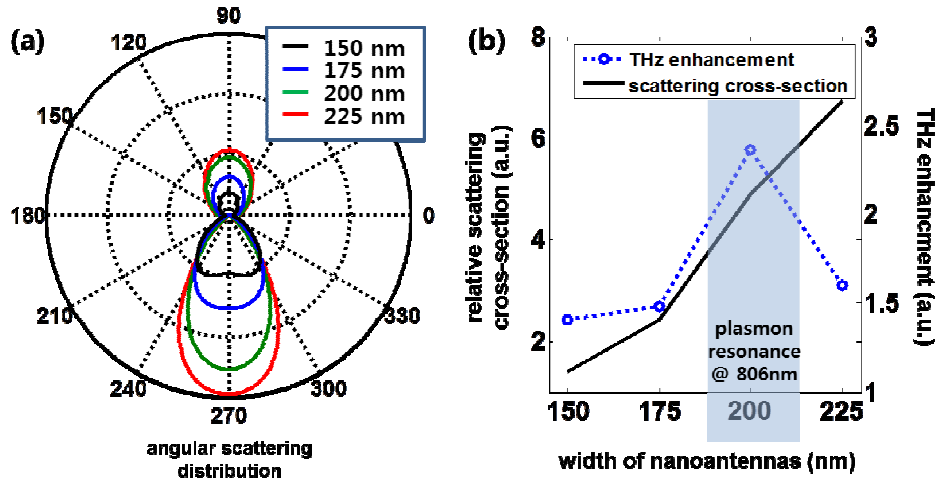 (a)
90
120
150
180
210
240
270
300
330
0
150 nm
175 nm
200 nm
225 nm
angular scattering
distribution
(b)
8
6
4
2
relative scattering
cross-section (a.u.)
THz enhancement
scattering cross-section
3
2.5
2
1.5
1
THz enhancment (a.u.)
plasmon
resonance
@ 806nm
150 175 200 225
width of nanoantennas (nm)